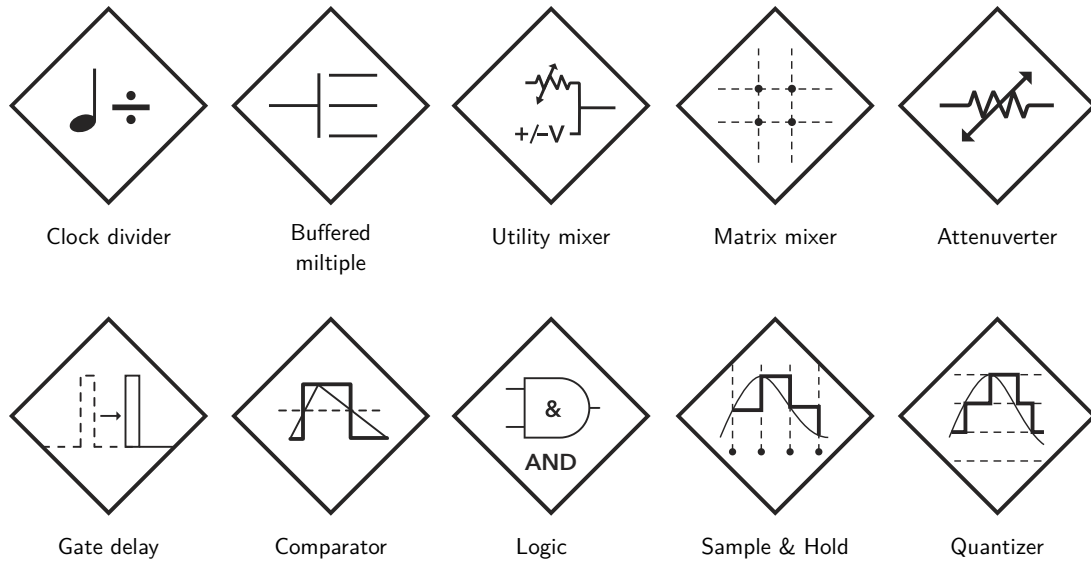 +/−V
Clock divider
Buffered
miltiple
Utility mixer
Matrix mixer
Attenuverter
&
AND
Gate delay
Comparator
Logic
Sample & Hold
Quantizer